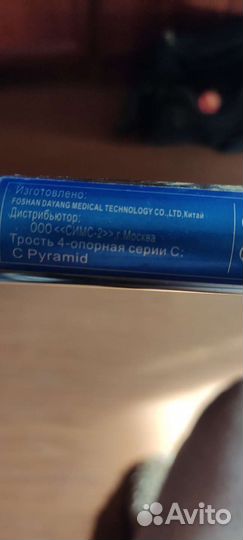 Изготовлено:
FOSHAN DAYANG MEDICAL TECHNOLOGY CO.,LTD,Китай
Дистрибьютор:
ООО <<СИМС-2>> г.Москва
Трость 4-опорная серии С:
C Pyramid
Avito